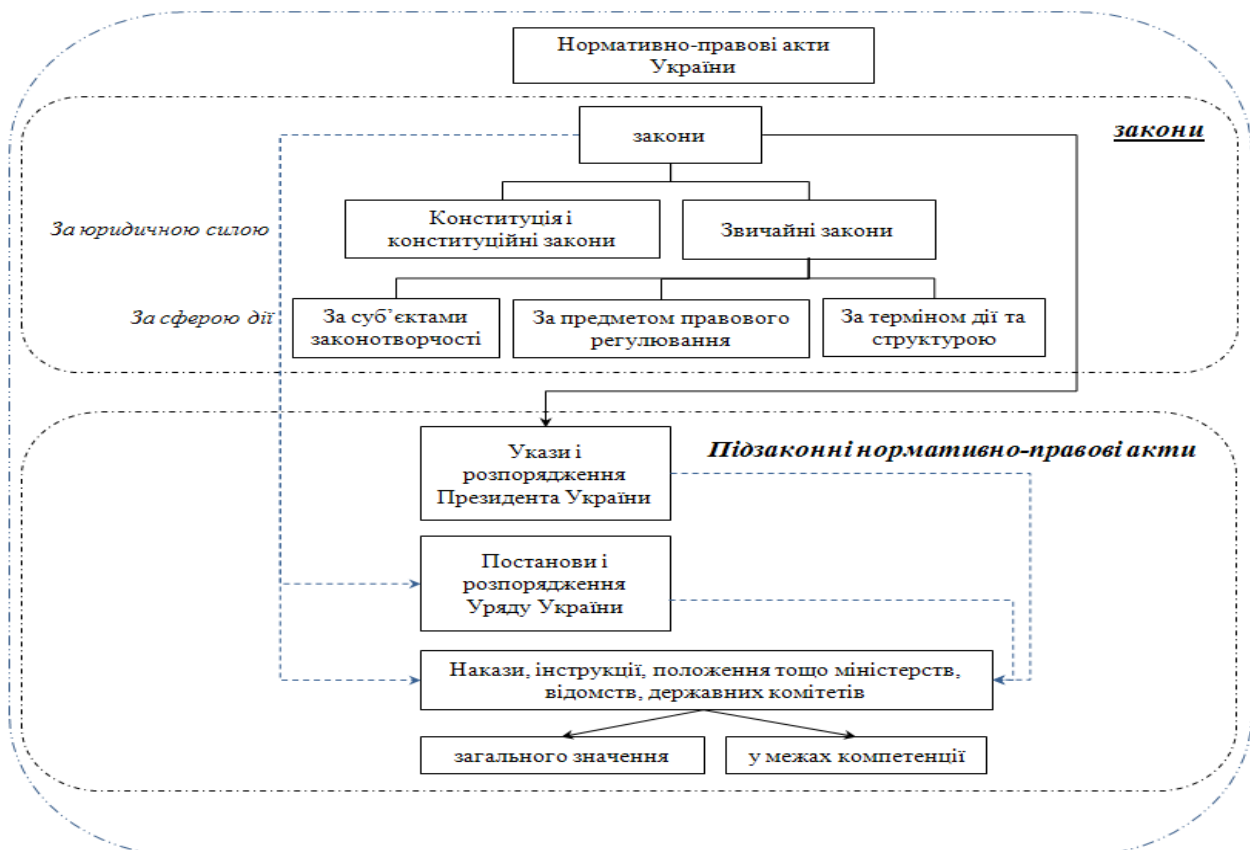 Нормативно-правові акти
України
закони
закони
За юридичною силою
Конституція і
конституційні закони
Звичайні закони
За сферою дії
За суб’єктами
законотворчості
За предметом правового
регулювання
За терміном дії та
структурою
Укази і
розпорядження
Президента України
Підзаконні нормативно-правові акти
Постанови і
розпорядження
Уряду України
Накази, інструкції, положення тощо міністерств,
відомств, державних комітетів
загального значення
у межах компетенції